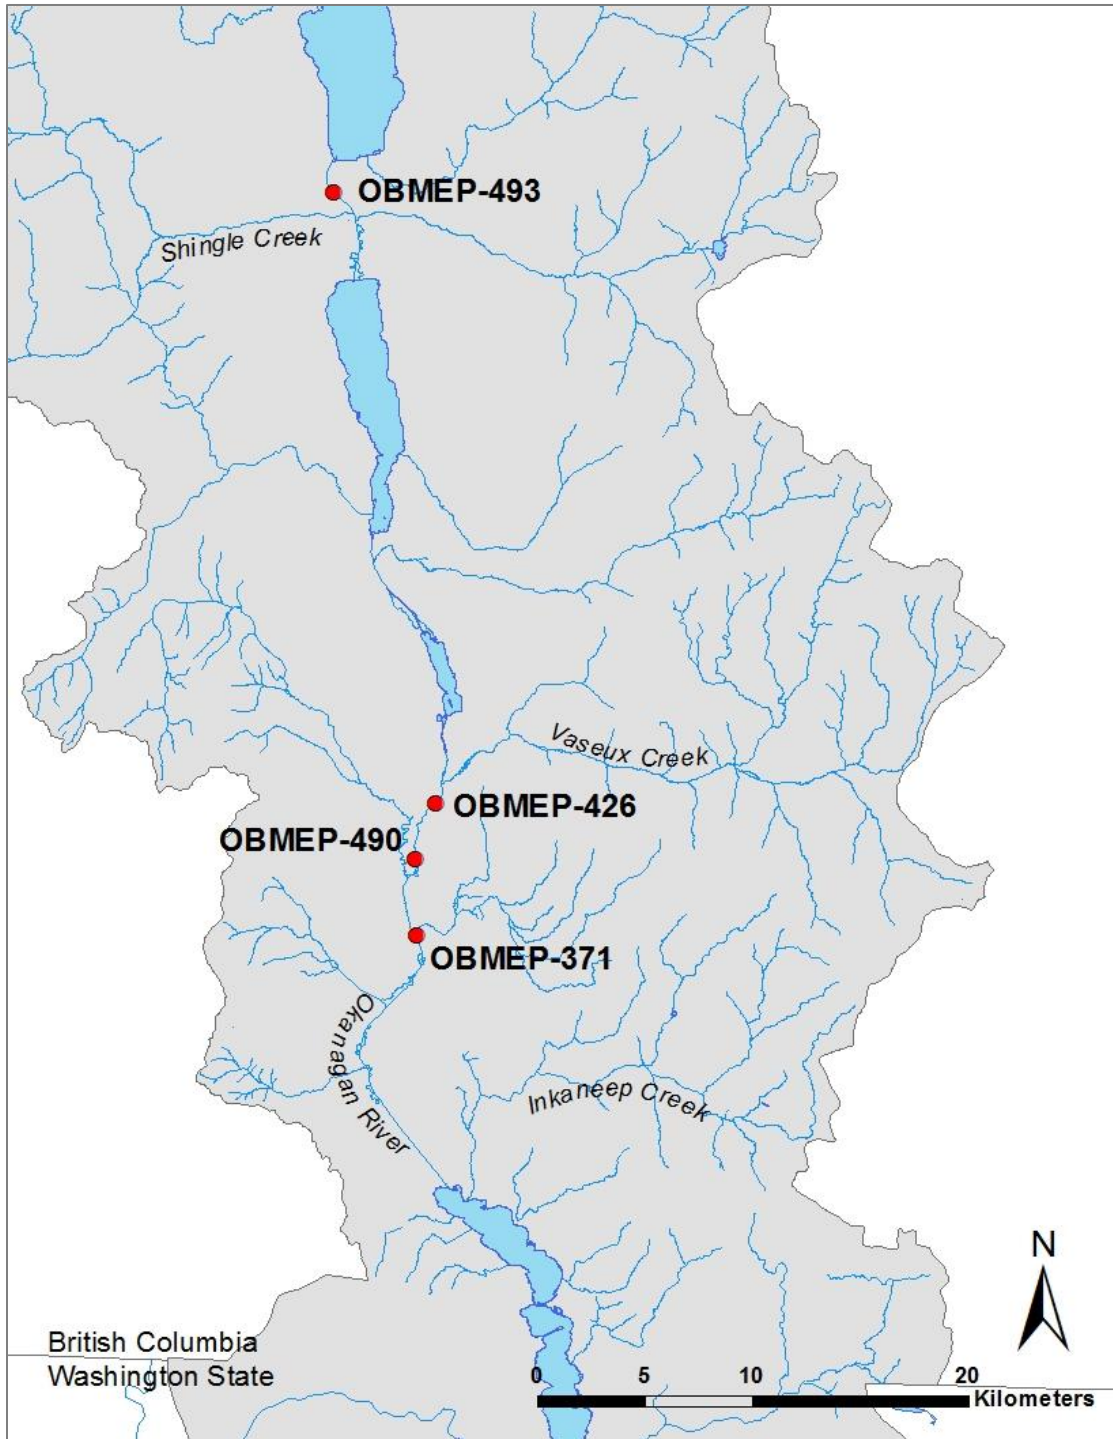 OBMEP-493
Shingle Creek
Vaseux Creek
OBMEP-426
OBMEP-490
OBMEP-371
Okanagan River
Inkaneep Creek
N
British Columbia
Washington State
0 5 10 20
Kilometers